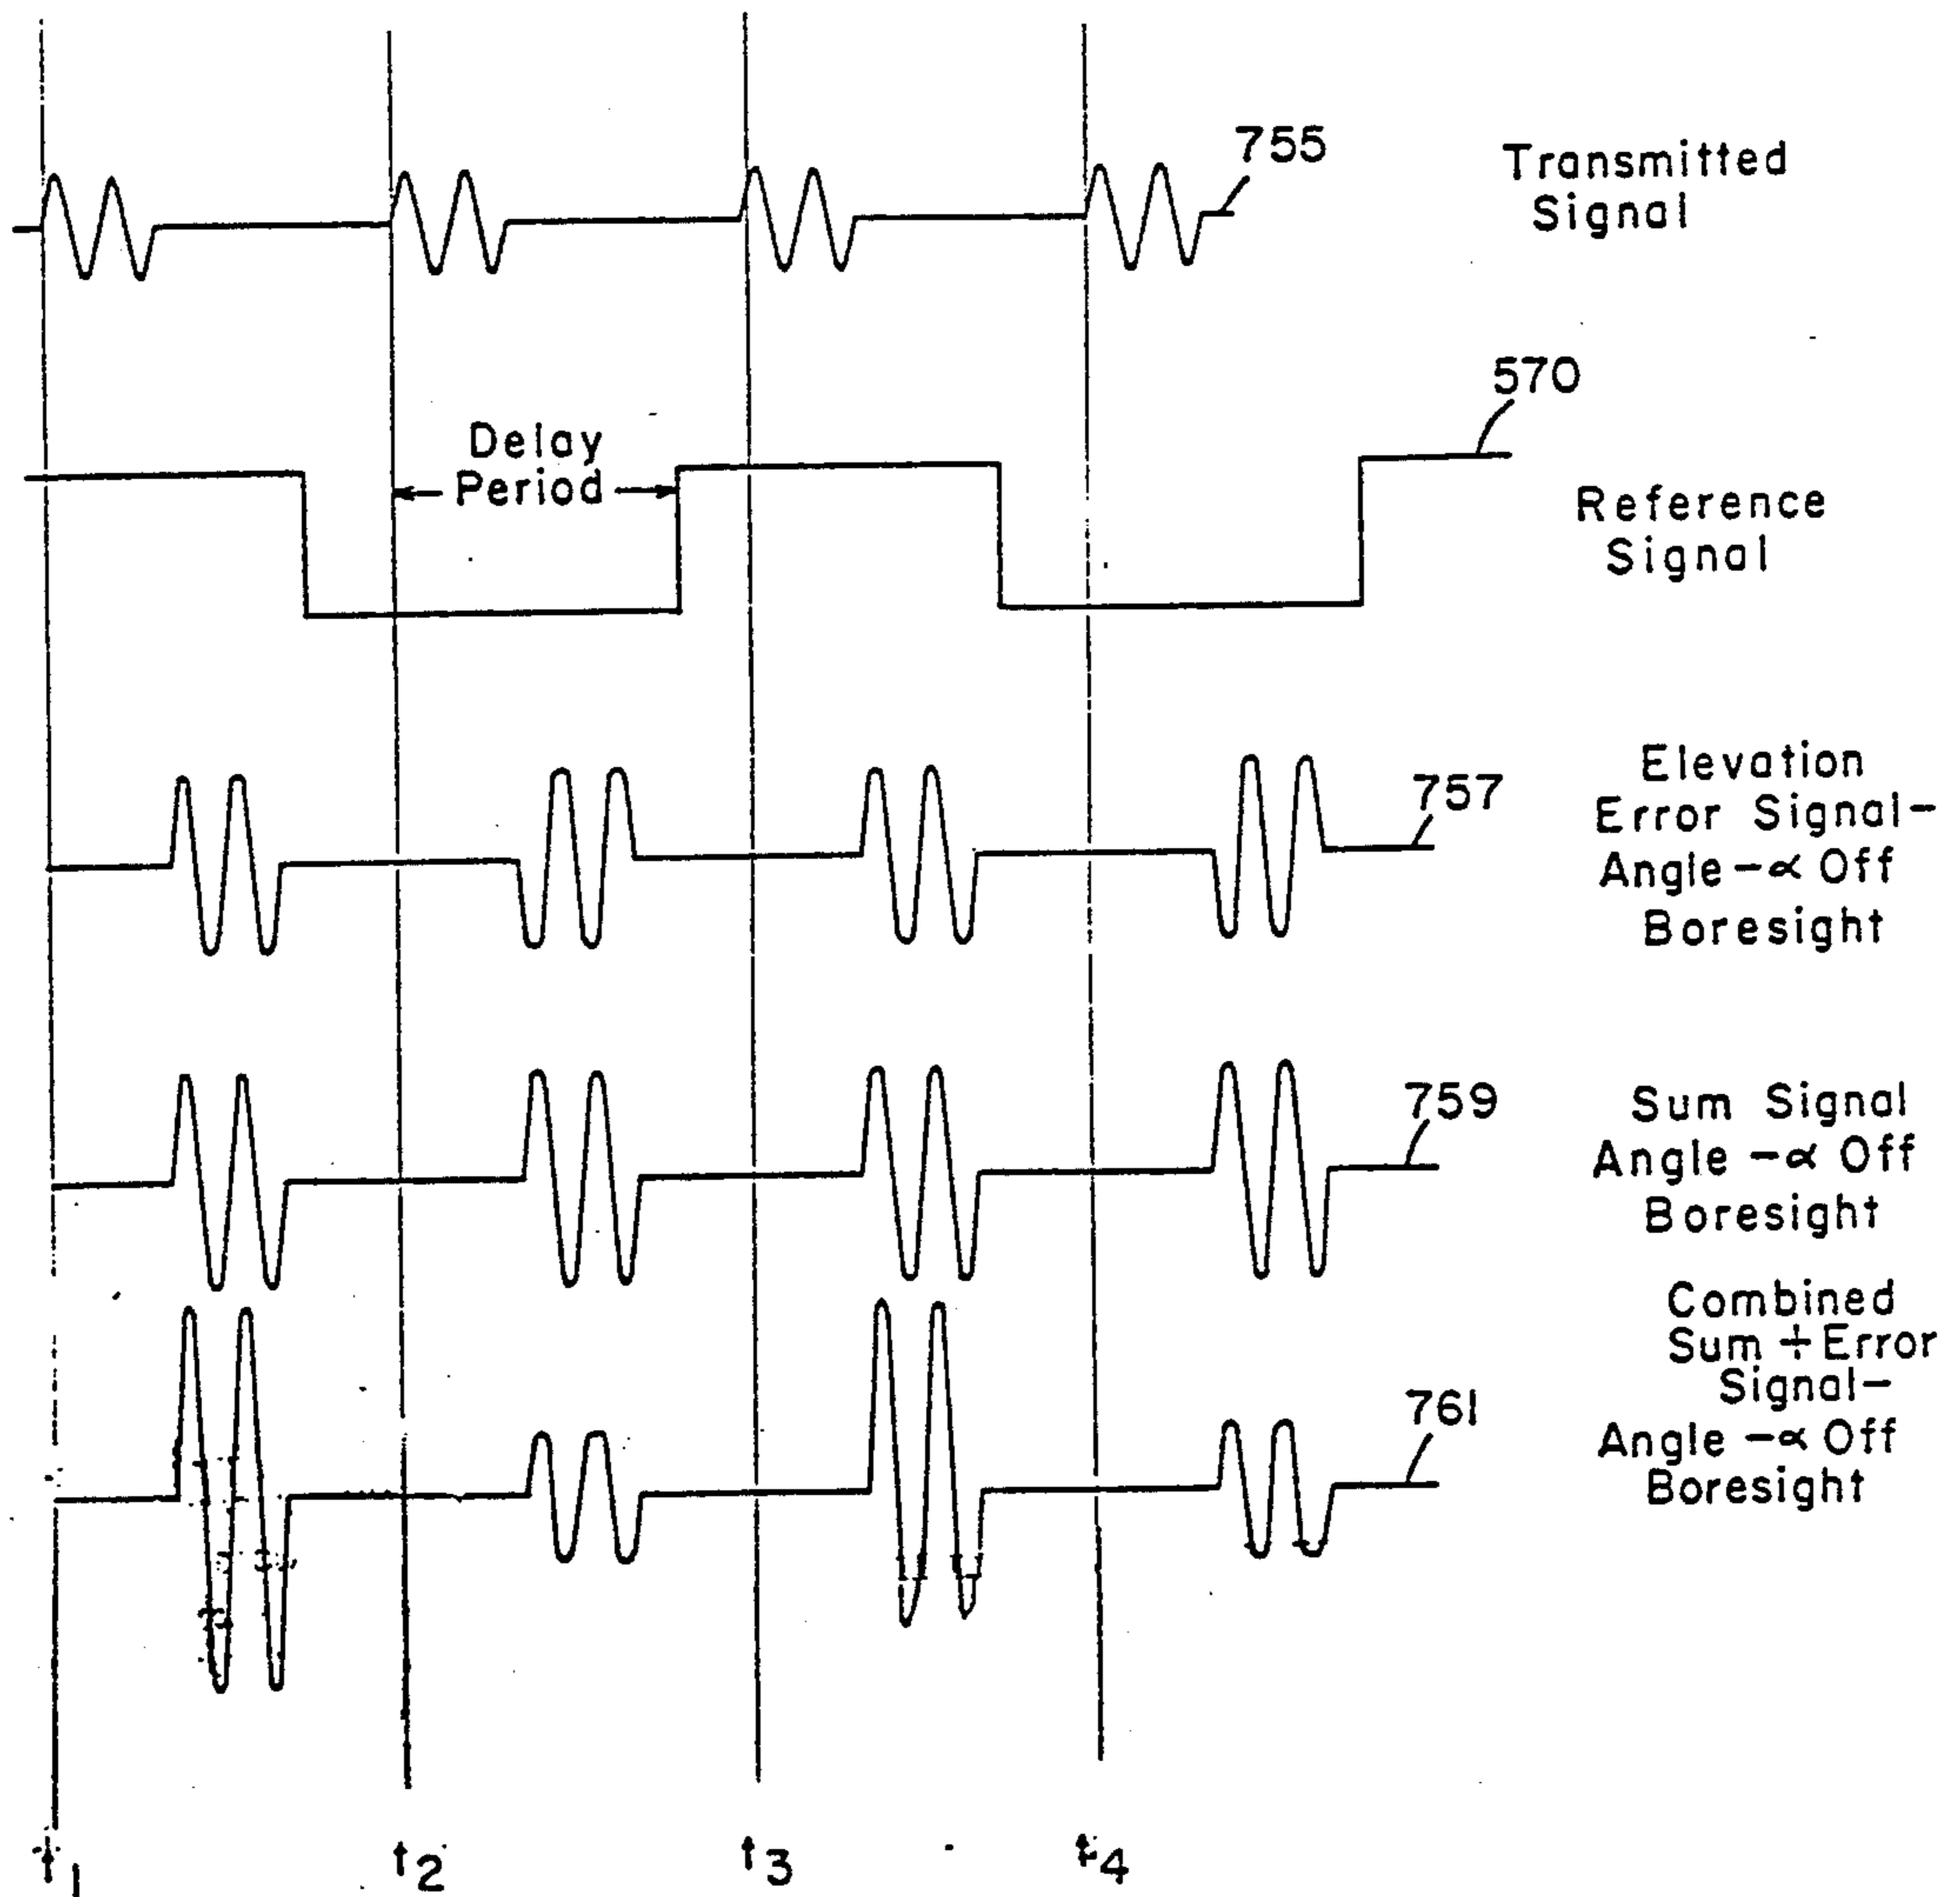 755
Transmitted
Signal
570
Delay
Period
Reference
Signal
Elevation
Error Signal-
Angle -∝ Off
Boresight
757
Sum Signal
Angle -∝ Off
Boresight
759
Combined
Sum + Error
Signal-
Angle -∝ Off
Boresight
761
t1
t2
t3
t4